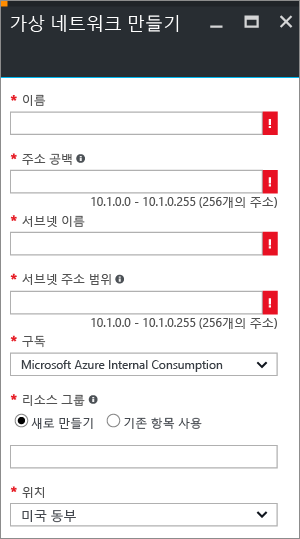 가상 네트워크 만들기
* 이름
* 주소 공백
10.1.0.0 - 10.1.0.255 (256개의 주소)
* 서브넷 이름
* 서브넷 주소 범위
10.1.0.0 - 10.1.0.255 (256개의 주소)
* 구독
Microsoft Azure Internal Consumption
* 리소스 그룹
새로 만들기 기존 항목 사용
* 위치
미국 동부